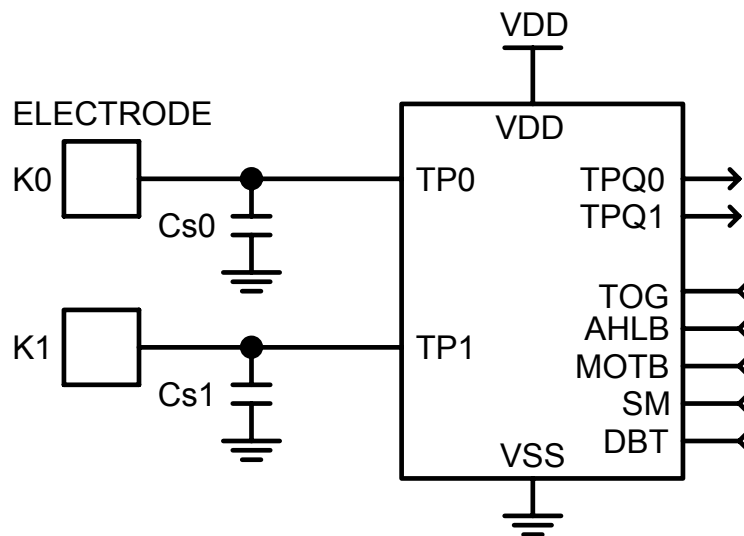 VDD
ELECTRODE
VDD
K0
TP0
TPQ0
Cs0
TPQ1
TOG
AHLB
K1
TP1
MOTB
Cs1
SM
DBT
VSS